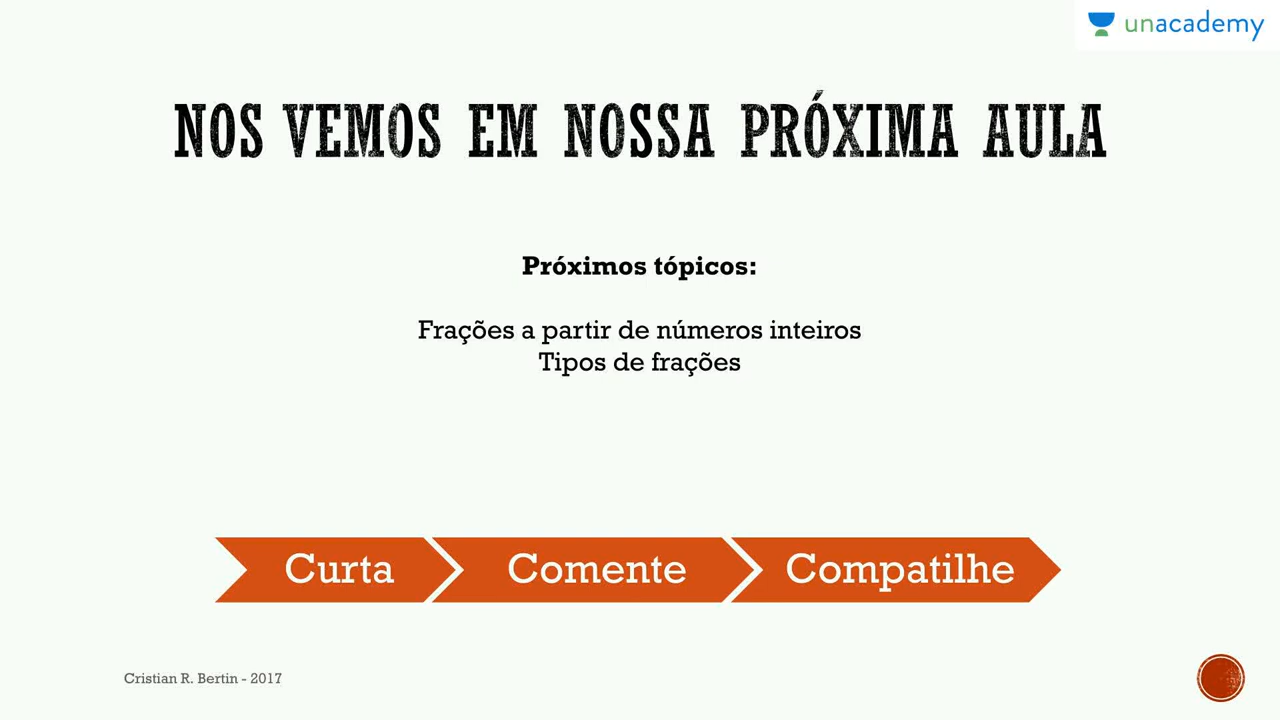 unacademy
NOS VEMOS EM NOSSA PRÓXIMA AULA
Próximos tópicos:
Frações a partir de números inteiros
Tipos de frações
Curta
Comente
Compatilhe
Cristian R. Bertin - 2017